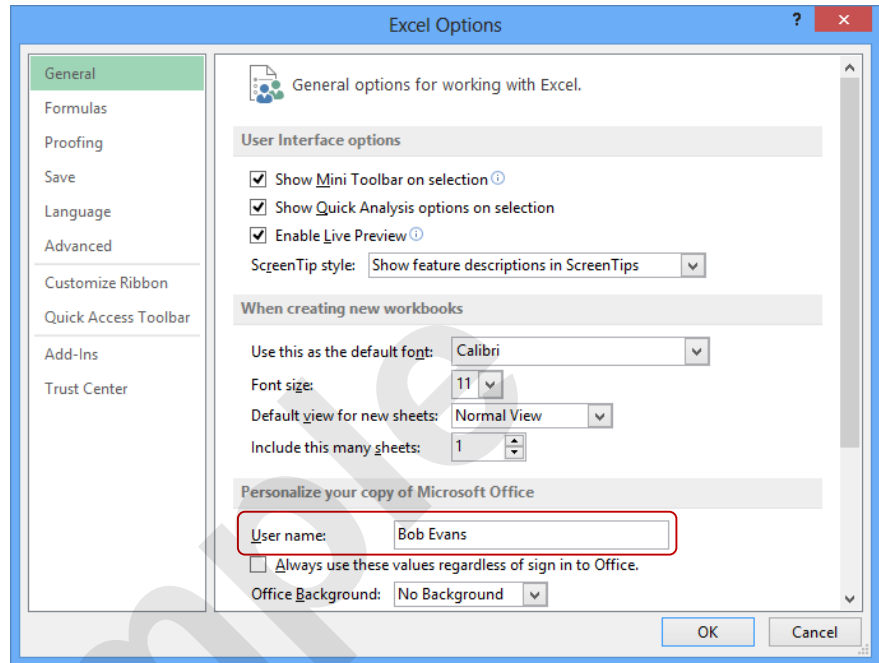 Excel Options
?
General
Formulas
Proofing
Save
Language
Advanced
Customize Ribbon
Quick Access Toolbar
Add-Ins
Trust Center
General options for working with Excel.
User Interface options
Show Mini Toolbar on selection
Show Quick Analysis options on selection
Enable Live Preview
ScreenTip style: Show feature descriptions in ScreenTips
When creating new workbooks
Use this as the default font: Calibri
Font size: 11
Default view for new sheets: Normal View
Include this many sheets: 1
Personalize your copy of Microsoft Office
User name: Bob Evans
Always use these values regardless of sign in to Office.
Office Background: No Background
OK Cancel
mple